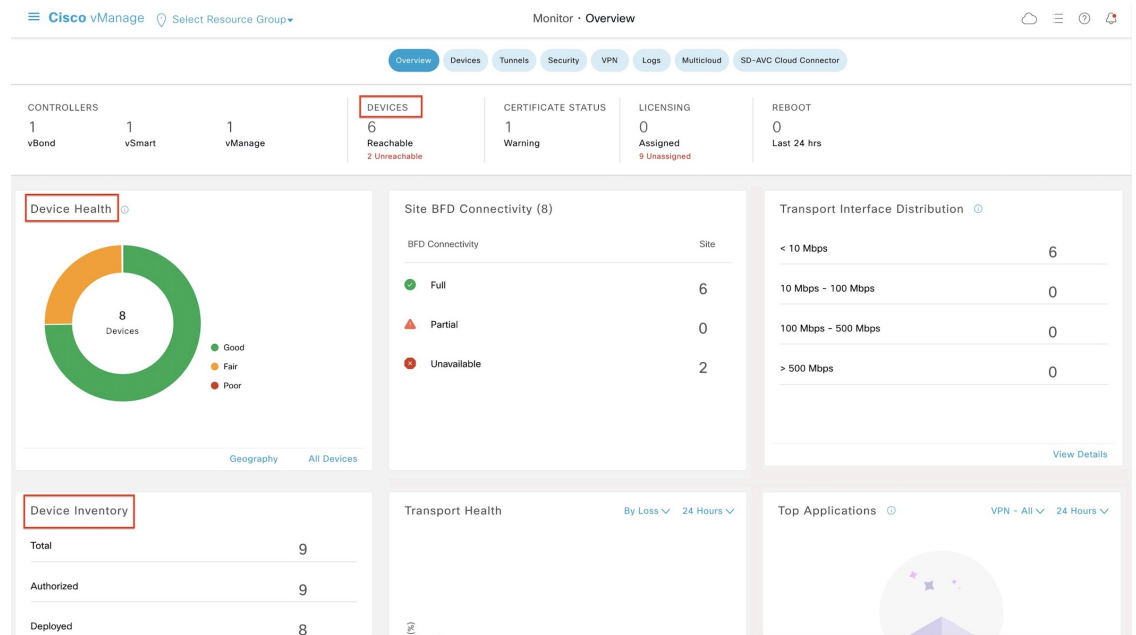 Cisco vManage
Select Resource Group
Monitor · Overview
Overview
Devices
Tunnels
Security
VPN
Logs
Multicloud
SD-AVC Cloud Connector
CONTROLLERS
1
vBond
1
vSmart
1
vManage
DEVICES
6
Reachable
2 Unreachable
CERTIFICATE STATUS
1
Warning
LICENSING
0
Assigned
9 Unassigned
REBOOT
0
Last 24 hrs
Device Health
8
Devices
Good
Fair
Poor
Geography
All Devices
Site BFD Connectivity (8)
BFD Connectivity Site
Full 6
Partial 0
Unavailable 2
Transport Interface Distribution
< 10 Mbps 6
10 Mbps - 100 Mbps 0
100 Mbps - 500 Mbps 0
> 500 Mbps 0
View Details
Device Inventory
Total 9
Authorized 9
Deployed 8
Transport Health
By Loss
24 Hours
Top Applications
VPN - All
24 Hours